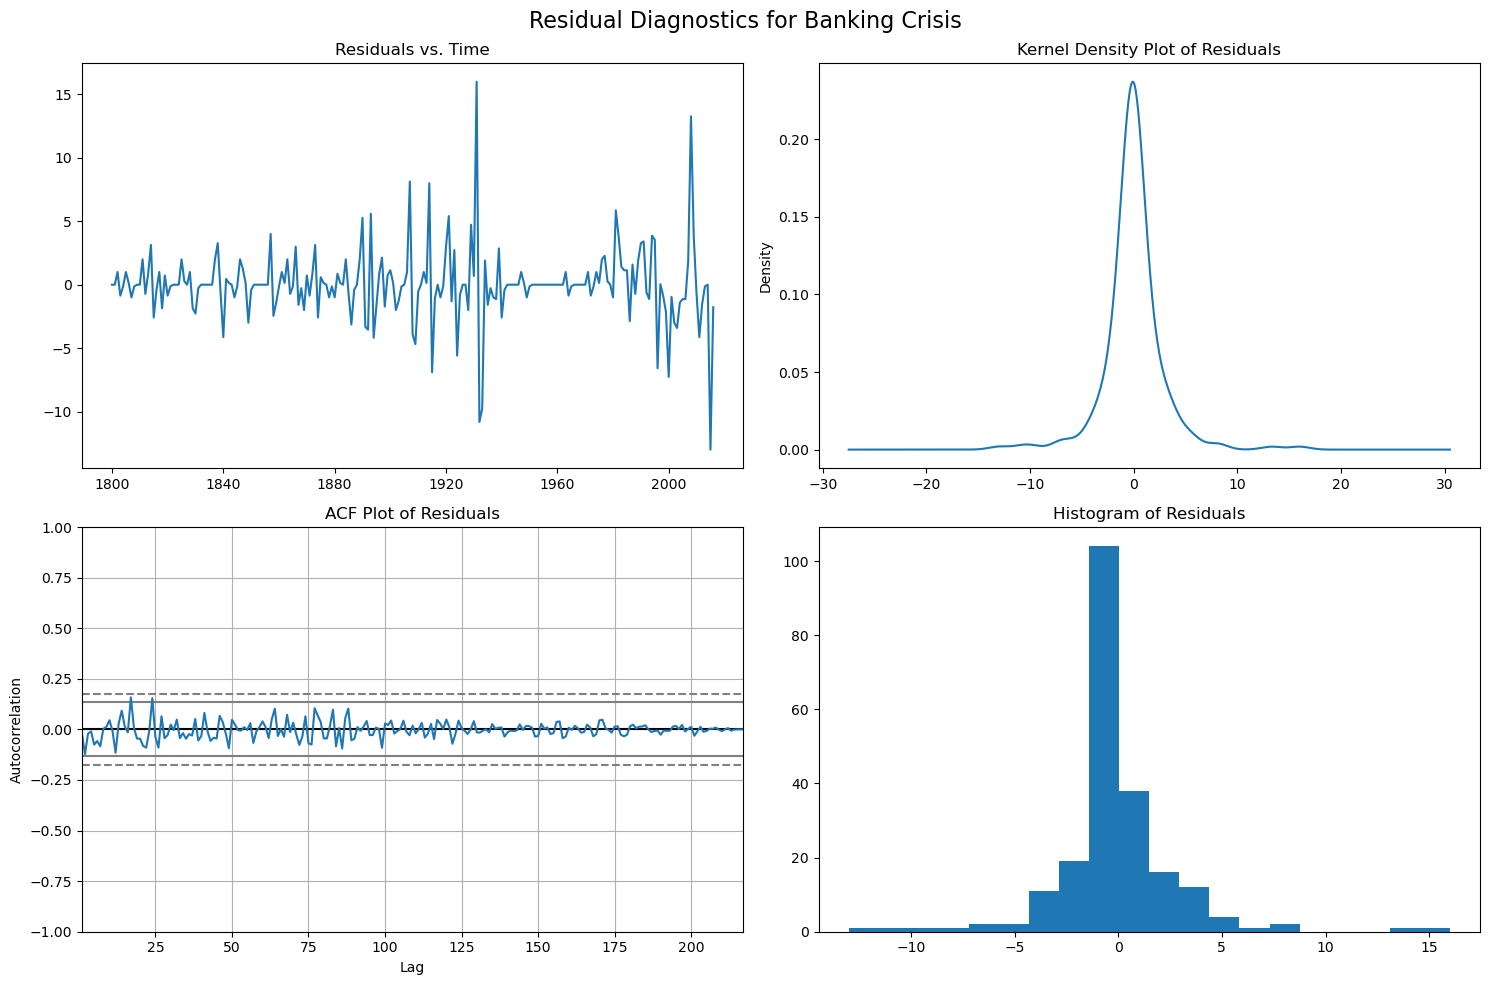 Residual Diagnostics for Banking Crisis
Residuals vs. Time
15
10
5
0
−5
−10
1800 1840 1880 1920 1960 2000
Kernel Density Plot of Residuals
Density
0.20
0.15
0.10
0.05
0.00
−30 −20 −10 0 10 20 30
ACF Plot of Residuals
Autocorrelation
1.00
0.75
0.50
0.25
0.00
−0.25
−0.50
−0.75
−1.00
25 50 75 100 125 150 175 200
Lag
Histogram of Residuals
100
80
60
40
20
0
−10 −5 0 5 10 15